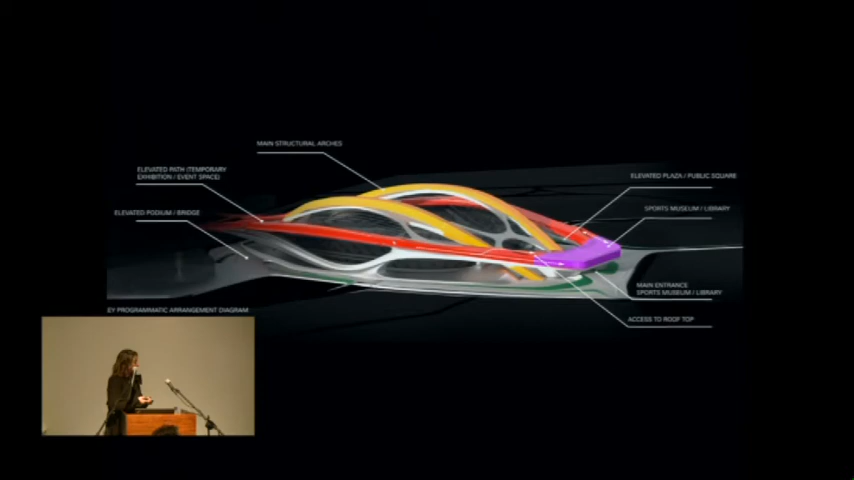 MAIN STRUCTURAL ARCHES
ELEVATED PATH (TEMPORARY
EXHIBITION / EVENT SPACE)
ELEVATED PLAZA / PUBLIC SQUARE
ELEVATED PODIUM / BRIDGE
SPORTS MUSEUM / LIBRARY
MAIN ENTRANCE
SPORTS MUSEUM / LIBRARY
EY PROGRAMMATIC ARRANGEMENT DIAGRAM
ACCESS TO ROOF TOP